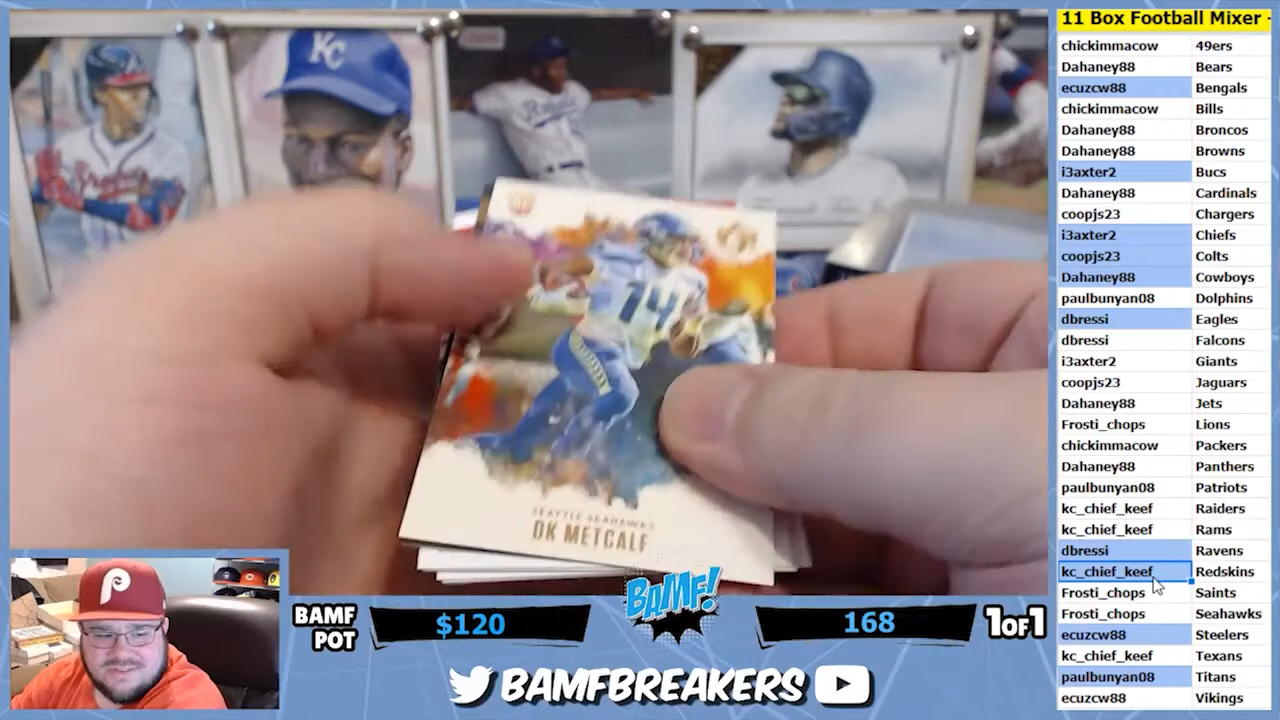 11 Box Football Mixer -
chickimmacow 49ers
Dahaney88 Bears
ecuzcw88 Bengals
chickimmacow Bills
Dahaney88 Broncos
Dahaney88 Browns
i3axter2 Bucs
Dahaney88 Cardinals
coopjs23 Chargers
i3axter2 Chiefs
coopjs23 Colts
Dahaney88 Cowboys
paulbunyan08 Dolphins
dbressi Eagles
dbressi Falcons
i3axter2 Giants
coopjs23 Jaguars
Dahaney88 Jets
Frosti_chops Lions
chickimmacow Packers
Dahaney88 Panthers
paulbunyan08 Patriots
kc_chief_keef Raiders
kc_chief_keef Rams
dbressi Ravens
kc_chief_keef Redskins
Frosti_chops Saints
Frosti_chops Seahawks
ecuzcw88 Steelers
kc_chief_keef Texans
paulbunyan08 Titans
ecuzcw88 Vikings
KC
14
SEATTLE SEAHAWKS
DK METCALF
P
BAMF POT
$120
BAMF!
168
1OF1
BAMFBREAKERS